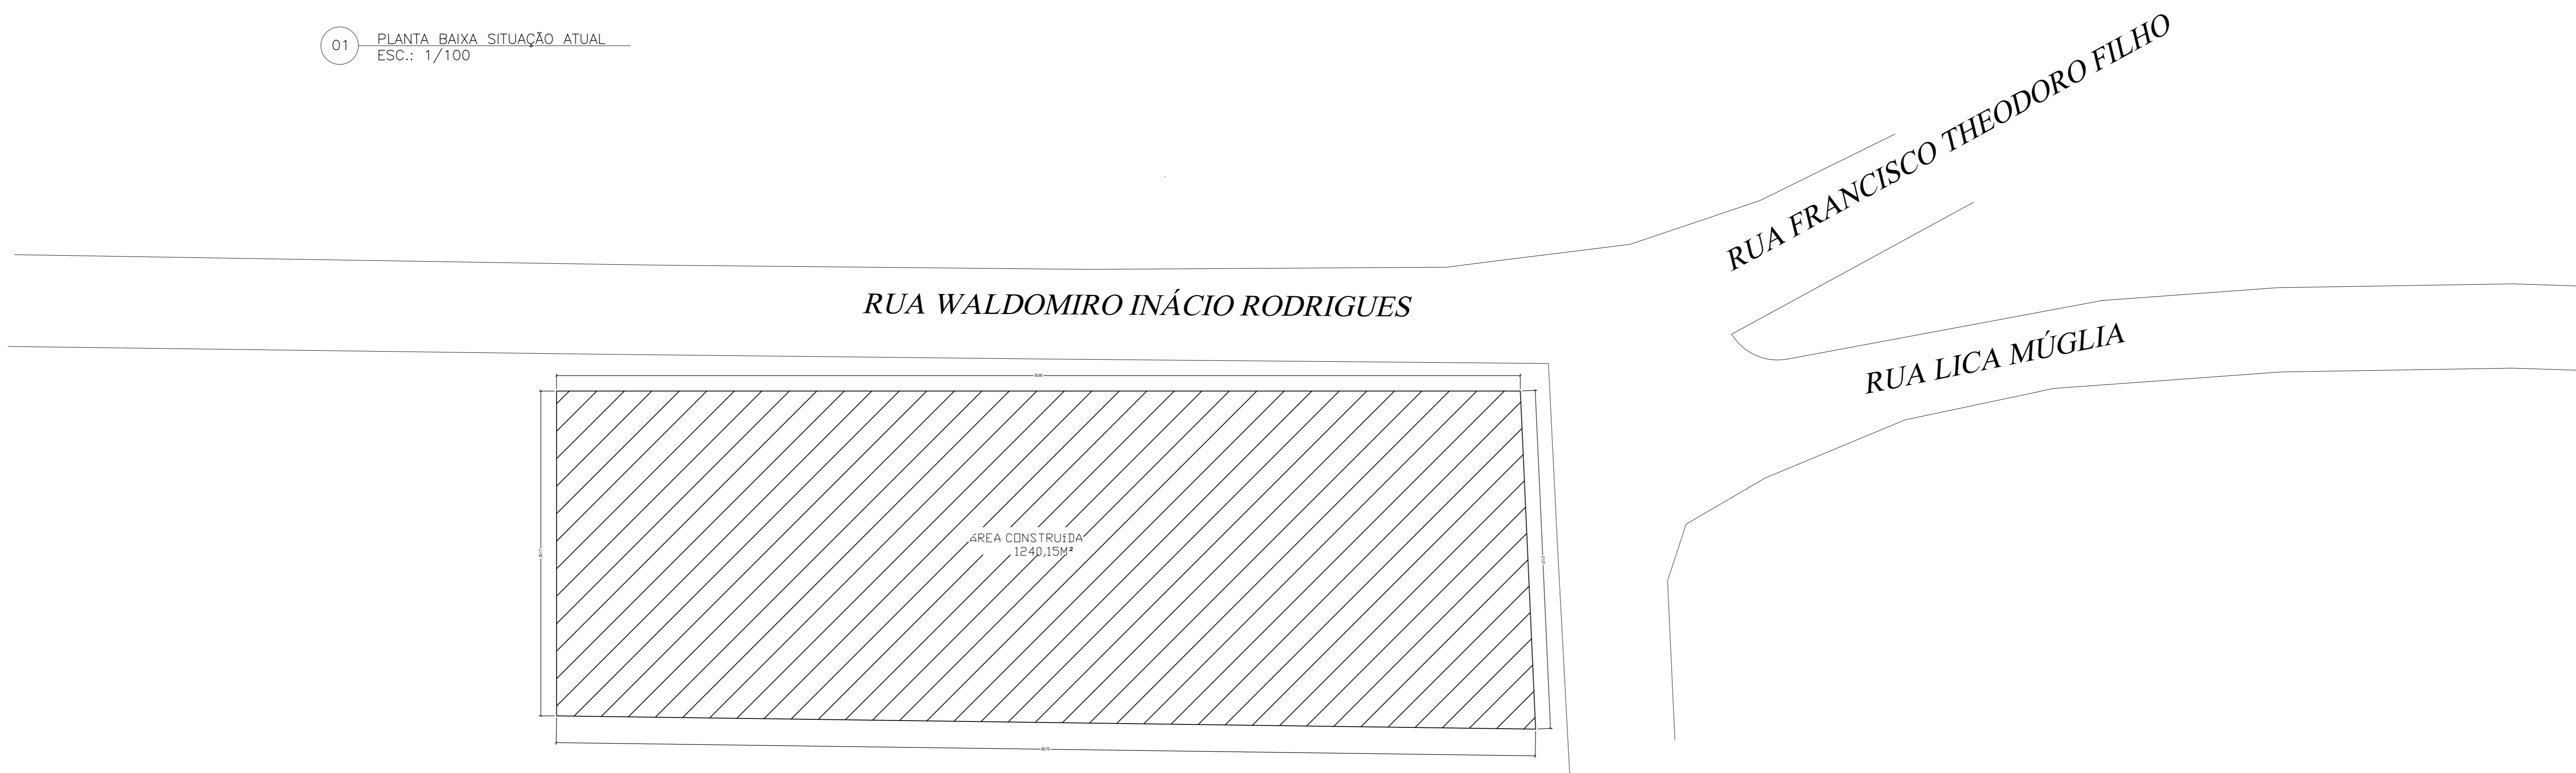 01
PLANTA BAIXA SITUAÇÃO ATUAL
ESC.: 1/100
RUA FRANCISCO THEODORO FILHO
RUA WALDOMIRO INÁCIO RODRIGUES
RUA LICA MÚGLIA
ÁREA CONSTRUÍDA
1240,15M²